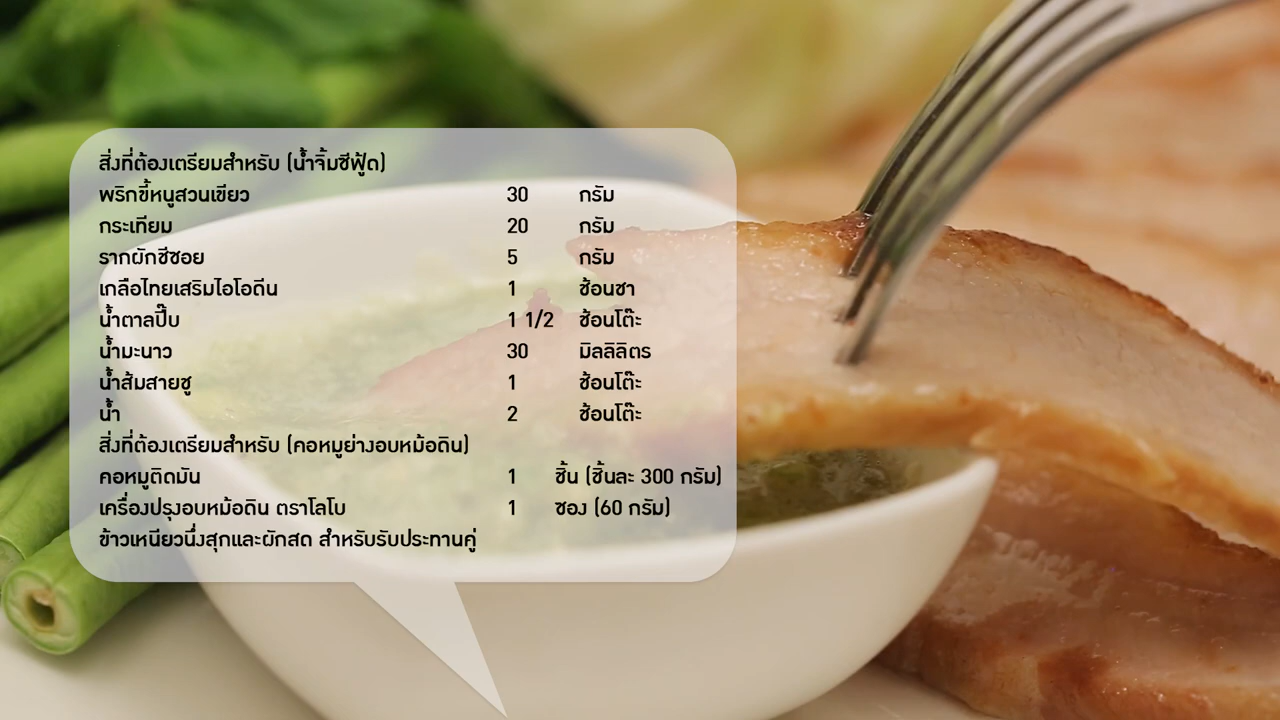 สิ่งที่ต้องเตรียมสำหรับ (น้ำจิ้มซีฟู้ด)
พริกขี้หนูสวนเขียว 30 กรัม
กระเทียม 20 กรัม
รากผักชีซอย 5 กรัม
เกลือไทยเสริมไอโอดีน 1 ช้อนชา
น้ำตาลปี๊บ 1 1/2 ช้อนโต๊ะ
น้ำมะนาว 30 มิลลิลิตร
น้ำส้มสายชู 1 ช้อนโต๊ะ
น้ำ 2 ช้อนโต๊ะ
สิ่งที่ต้องเตรียมสำหรับ (คอหมูย่างอบหม้อดิน)
คอหมูติดมัน 1 ชิ้น (ชิ้นละ 300 กรัม)
เครื่องปรุงอบหม้อดิน ตราโลโบ 1 ซอง (60 กรัม)
ข้าวเหนียวนึ่งสุกและผักสด สำหรับรับประทานคู่